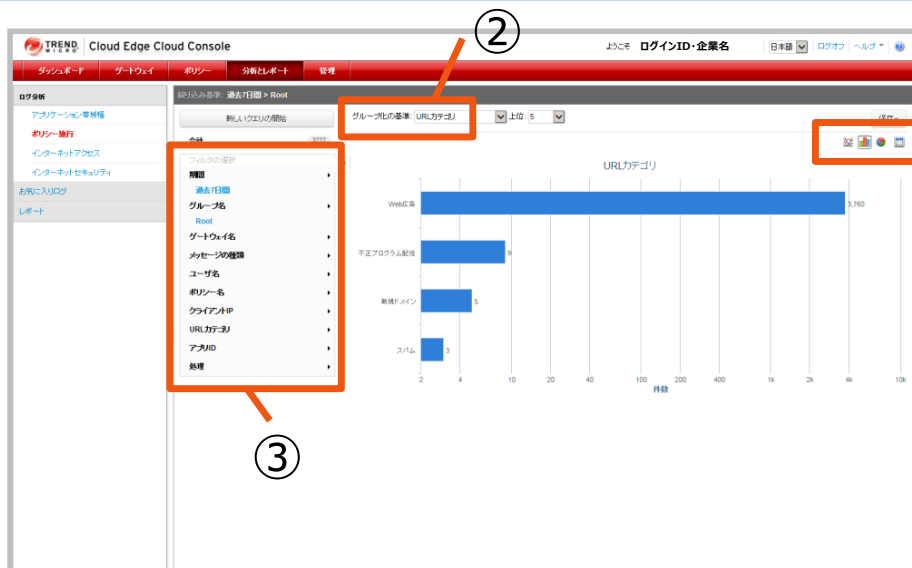 ②
TREND MICRO Cloud Edge Cloud Console
ようこそ ログインID・企業名 日本語 ログオフ ヘルプ
ダッシュボード ゲートウェイ ポリシー 分析とレポート 管理
ログ分析
絞り込み基準: 過去7日間 > Root
アプリケーション帯域幅
ポリシー施行
インターネットアクセス
インターネットセキュリティ
お気に入りログ
レポート
新しいクエリの開始
グループ化の基準: URLカテゴリ 上位: 5
保存
合計 3777
フィルタの選択
期間
過去7日間
グループ名
Root
ゲートウェイ名
メッセージの種類
ユーザ名
ポリシー名
クライアントIP
URLカテゴリ
アプリID
処理
URLカテゴリ
Web広告 3,760
不正プログラム配信 9
新規ドメイン 5
スパム 3
2 4 10 20 40 100 200 400 1k 2k 4k 10k
件数
③